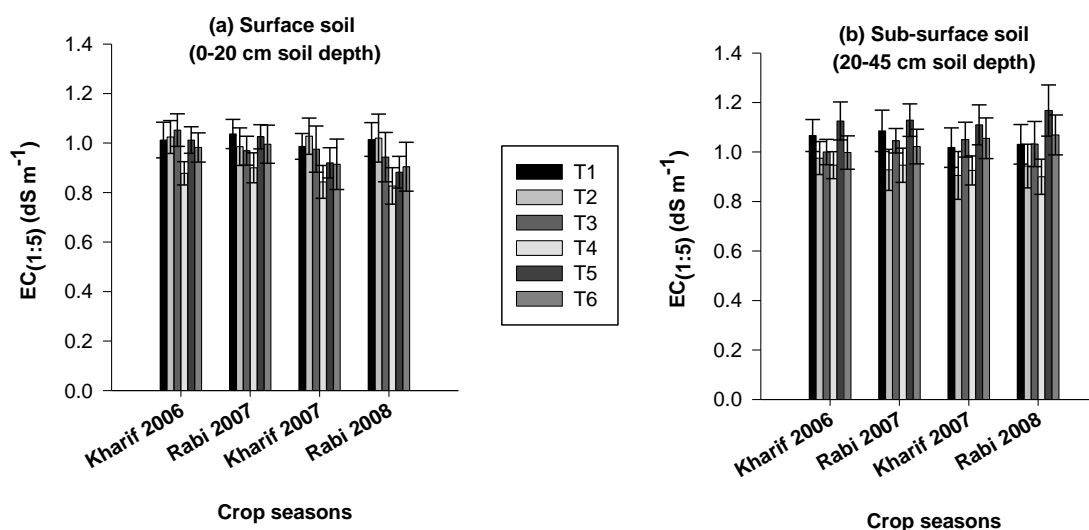 (a) Surface soil
(0-20 cm soil depth)
EC(1:5) (dS m-1)
1.4
1.2
1.0
0.8
0.6
0.4
0.2
0.0
Kharif 2006
Rabi 2007
Kharif 2007
Rabi 2008
Crop seasons
T1
T2
T3
T4
T5
T6
(b) Sub-surface soil
(20-45 cm soil depth)
EC(1:5) (dS m-1)
1.4
1.2
1.0
0.8
0.6
0.4
0.2
0.0
Kharif 2006
Rabi 2007
Kharif 2007
Rabi 2008
Crop seasons